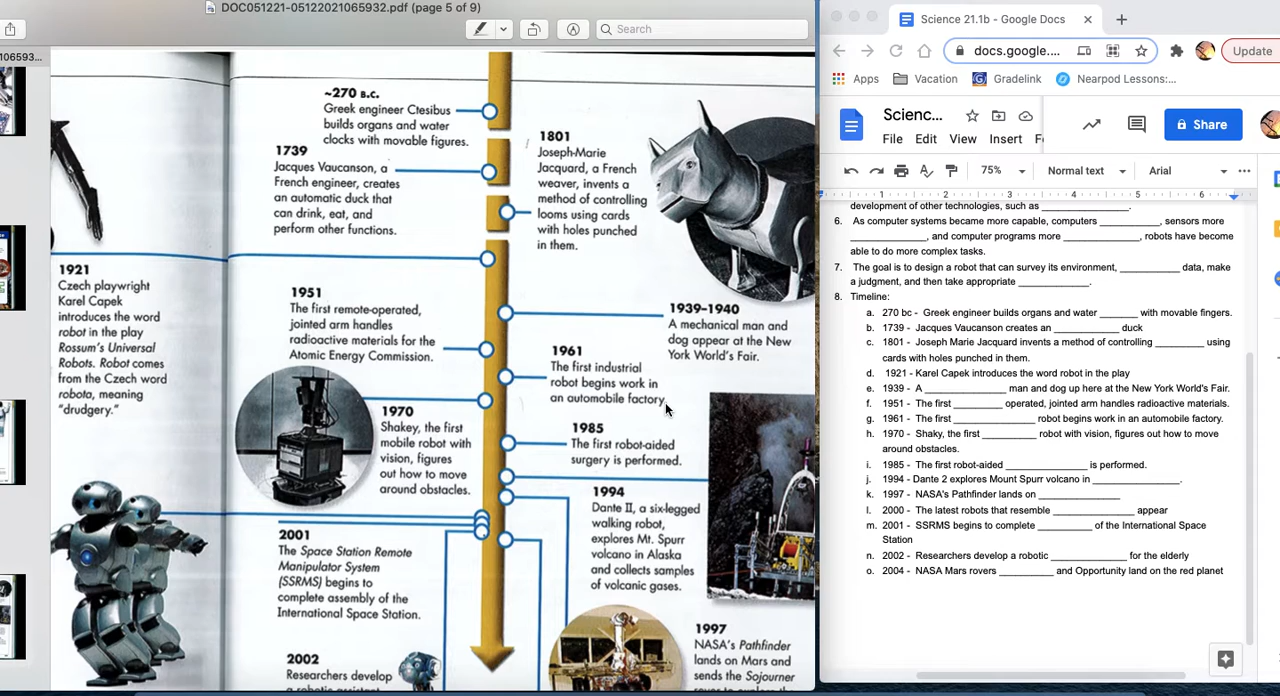 DOC051221-05122021065932.pdf (page 5 of 9)
Search
106593...
~270 B.C.
Greek engineer Ctesibus
builds organs and water
clocks with movable figures.
1739
Jacques Vaucanson, a
French engineer, creates
an automatic duck that
can drink, eat, and
perform other functions.
1801
Joseph-Marie
Jacquard, a French
weaver, invents a
method of controlling
looms using cards
with holes punched
in them.
1921
Czech playwright
Karel Capek
introduces the word
robot in the play
Rossum's Universal
Robots. Robot comes
from the Czech word
robota, meaning
"drudgery."
1951
The first remote-operated,
jointed arm handles
radioactive materials for the
Atomic Energy Commission.
1939–1940
A mechanical man and
dog appear at the New
York World's Fair.
1961
The first industrial
robot begins work in
an automobile factory.
1970
Shakey, the first
mobile robot with
vision, figures
out how to move
around obstacles.
1985
The first robot-aided
surgery is performed.
1994
Dante II, a six-legged
walking robot,
explores Mt. Spurr
volcano in Alaska
and collects samples
of volcanic gases.
2001
The Space Station Remote
Manipulator System
(SSRMS) begins to
complete assembly of the
International Space Station.
1997
NASA's Pathfinder
lands on Mars and
sends the Sojourner
2002
Researchers develop
Science 21.1b - Google Docs
docs.google....
Update
Apps Vacation Gradelink Nearpod Lessons:...
Scienc...
File Edit View Insert
Share
75% Normal text Arial
1 2 3 4 5 6
development of other technologies, such as ________________.
6. As computer systems became more capable, computers ___________, sensors more
______________, and computer programs more ______________, robots have become
able to do more complex tasks.
7. The goal is to design a robot that can survey its environment, ___________ data, make
a judgment, and then take appropriate _____________.
8. Timeline:
a. 270 bc - Greek engineer builds organs and water _______ with movable figures.
b. 1739 - Jacques Vaucanson creates an ____________ duck
c. 1801 - Joseph Marie Jacquard invents a method of controlling _________ using
cards with holes punched in them.
d. 1921 - Karel Capek introduces the word robot in the play
e. 1939 - A _______________ man and dog up here at the New York World's Fair.
f. 1951 - The first _________ operated, jointed arm handles radioactive materials.
g. 1961 - The first _______________ robot begins work in an automobile factory.
h. 1970 - Shaky, the first __________ robot with vision, figures out how to move
around obstacles.
i. 1985 - The first robot-aided _______________ is performed.
j. 1994 - Dante 2 explores Mount Spurr volcano in ________________.
k. 1997 - NASA's Pathfinder lands on _______________
l. 2000 - The latest robots that resemble _______________ appear
m. 2001 - SSRMS begins to complete __________ of the International Space
Station
n. 2002 - Researchers develop a robotic ______________ for the elderly
o. 2004 - NASA Mars rovers __________ and Opportunity land on the red planet